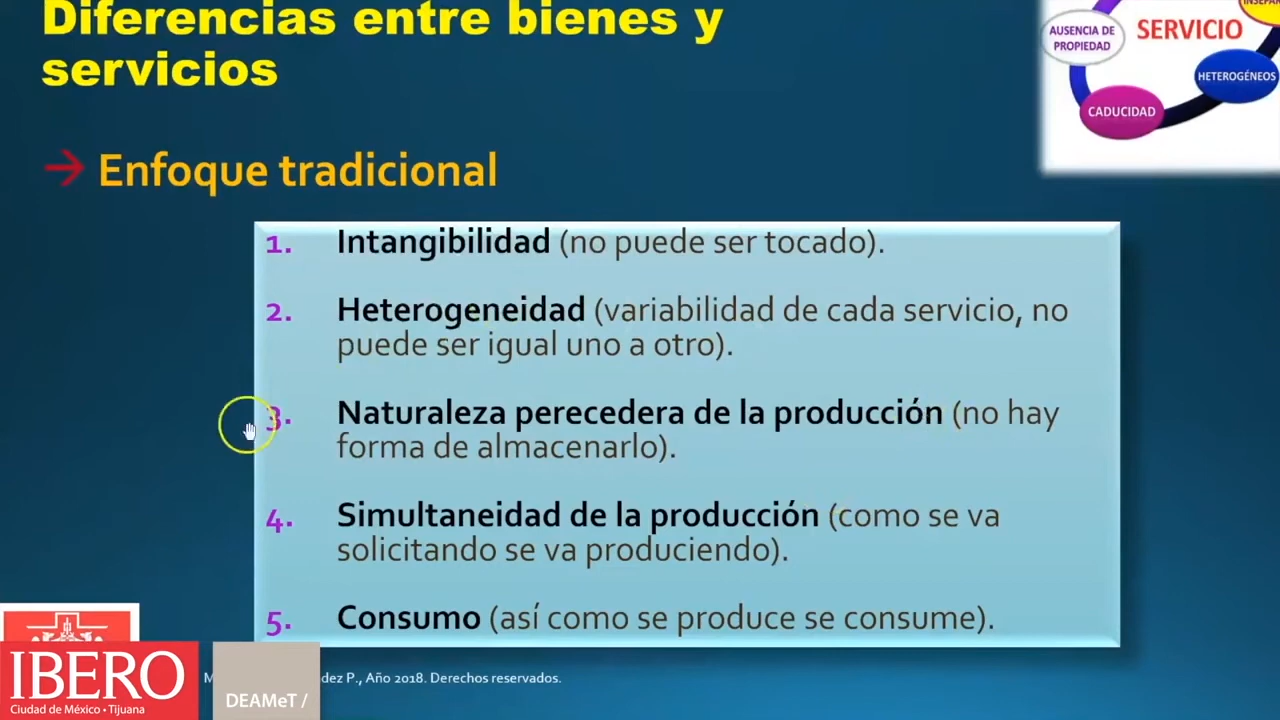 Diferencias entre bienes y
servicios
AUSENCIA DE
PROPIEDAD
SERVICIO
HETEROGÉNEOS
CADUCIDAD
→ Enfoque tradicional
1. Intangibilidad (no puede ser tocado).
2. Heterogeneidad (variabilidad de cada servicio, no
puede ser igual uno a otro).
3. Naturaleza perecedera de la producción (no hay
forma de almacenarlo).
4. Simultaneidad de la producción (como se va
solicitando se va produciendo).
5. Consumo (así como se produce se consume).
IBERO
Ciudad de México • Tijuana
DEAMeT /
P., Año 2018. Derechos reservados.